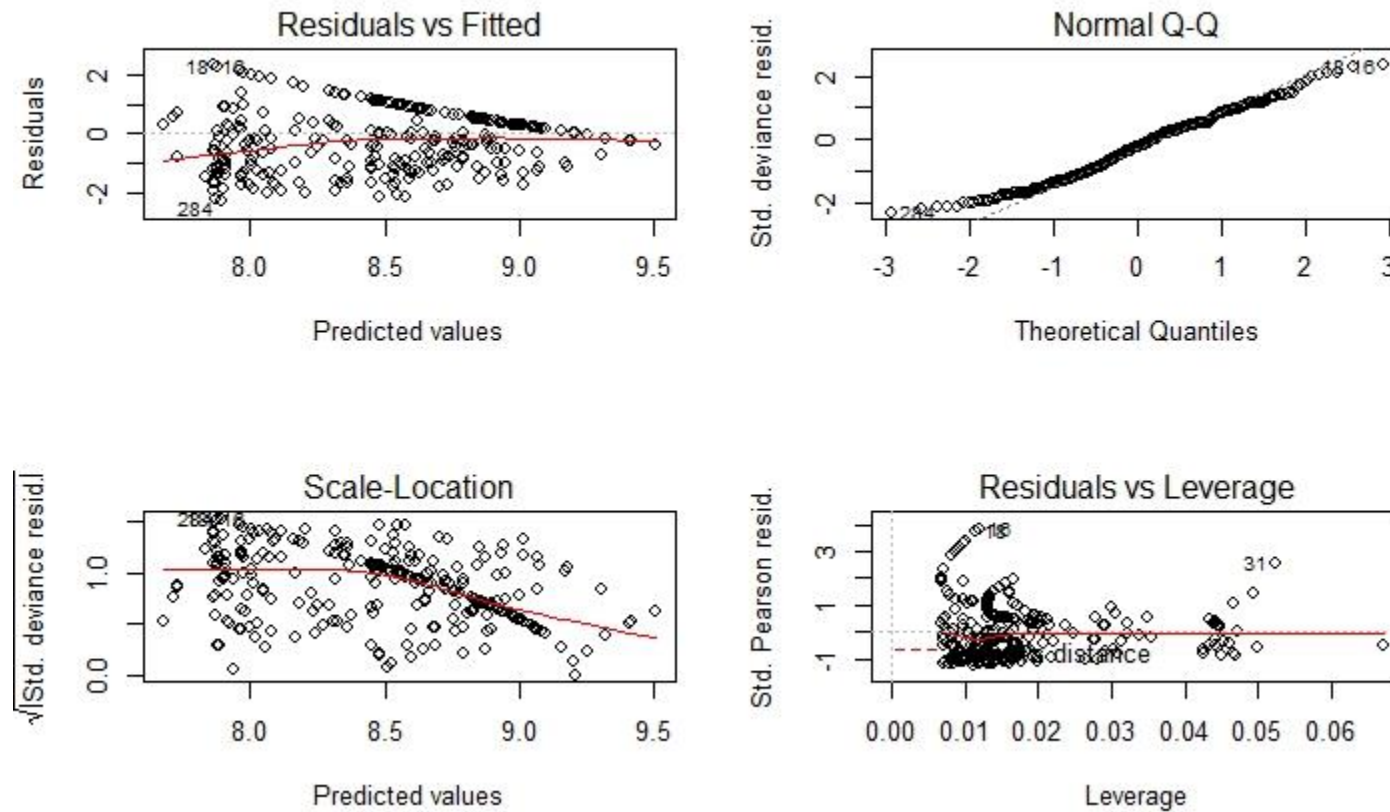 Residuals vs Fitted
Residuals
2
0
-2
18 16
284
8.0 8.5 9.0 9.5
Predicted values
Normal Q-Q
Std. deviance resid.
2
0
-2
18 16
284
-3 -2 -1 0 1 2 3
Theoretical Quantiles
Scale-Location
√|Std. deviance resid.|
1.0
0.0
8.0 8.5 9.0 9.5
Predicted values
Residuals vs Leverage
Std. Pearson resid.
3
1
-1
16
31
distance
0.00 0.01 0.02 0.03 0.04 0.05 0.06
Leverage